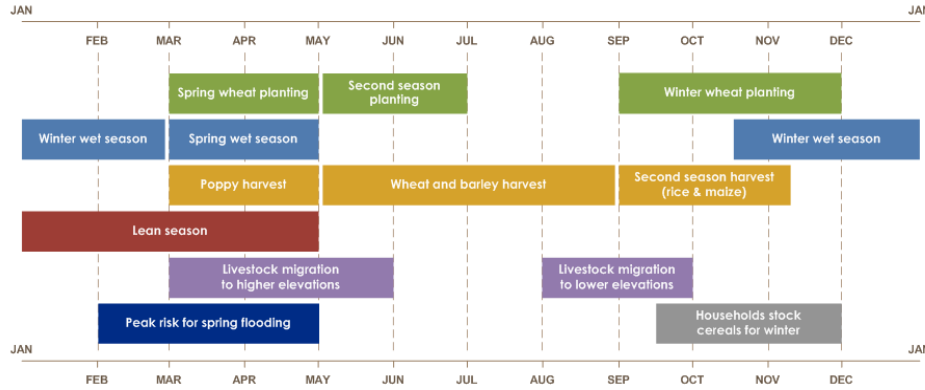 JAN
JAN
FEB MAR APR MAY JUN JUL AUG SEP OCT NOV DEC
Spring wheat planting
Second season
planting
Winter wheat planting
Winter wet season
Spring wet season
Winter wet season
Poppy harvest
Wheat and barley harvest
Second season harvest
(rice & maize)
Lean season
Livestock migration
to higher elevations
Livestock migration
to lower elevations
Peak risk for spring flooding
Households stock
cereals for winter
JAN
JAN
FEB MAR APR MAY JUN JUL AUG SEP OCT NOV DEC